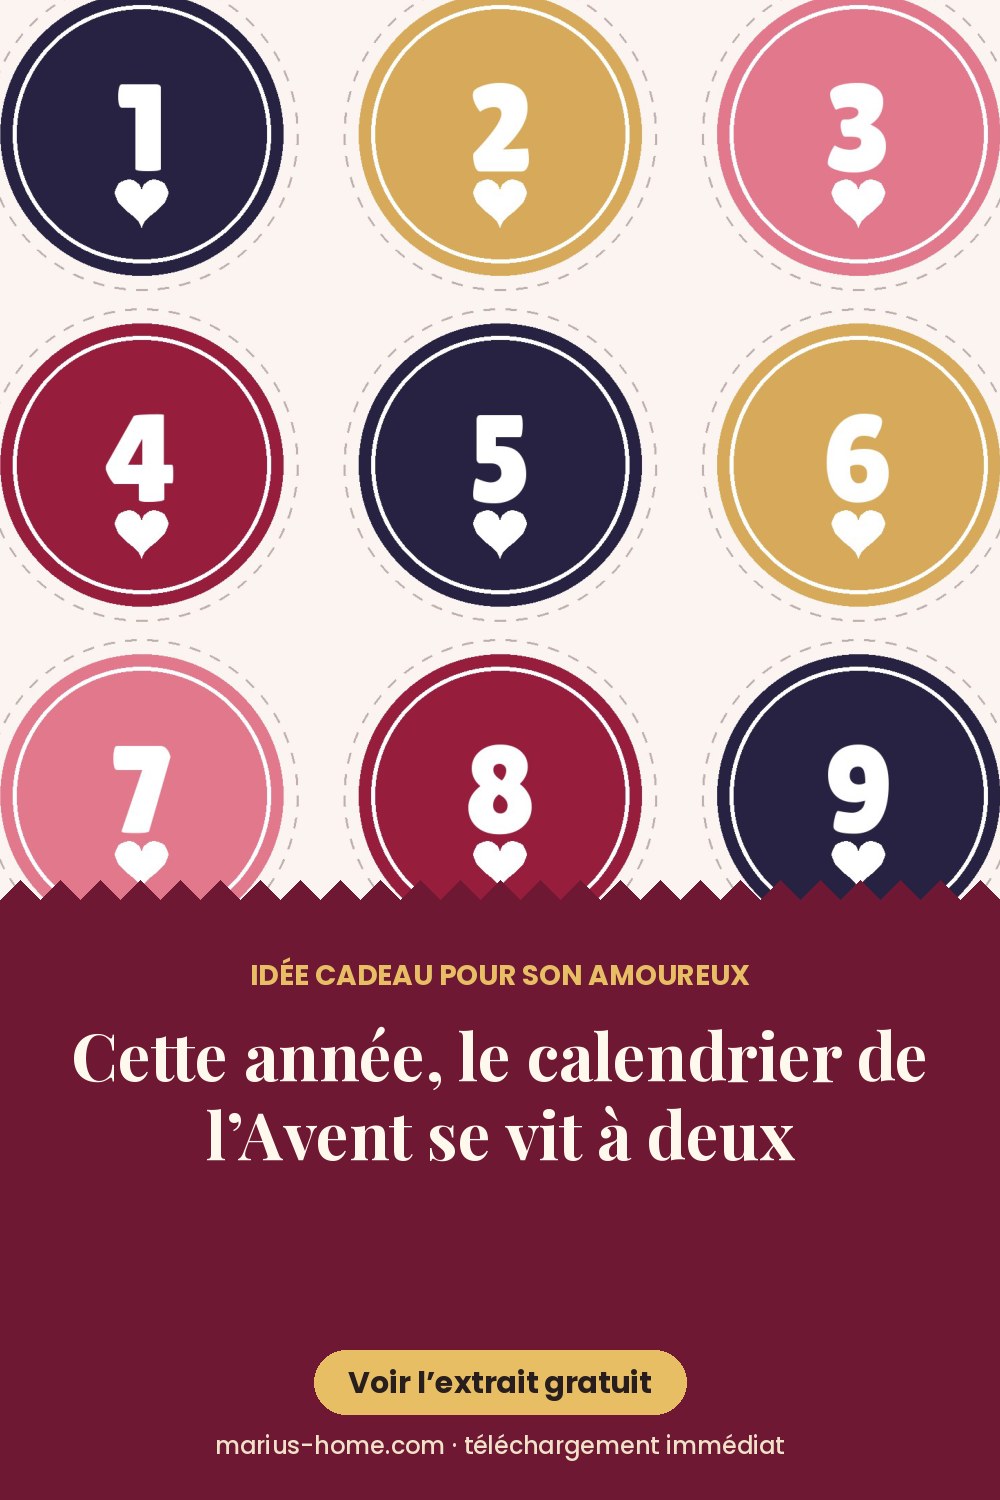 1 2 3
4 5 6
7 8 9
IDÉE CADEAU POUR SON AMOUREUX
Cette année, le calendrier de
l’Avent se vit à deux
Voir l’extrait gratuit
marius-home.com · téléchargement immédiat